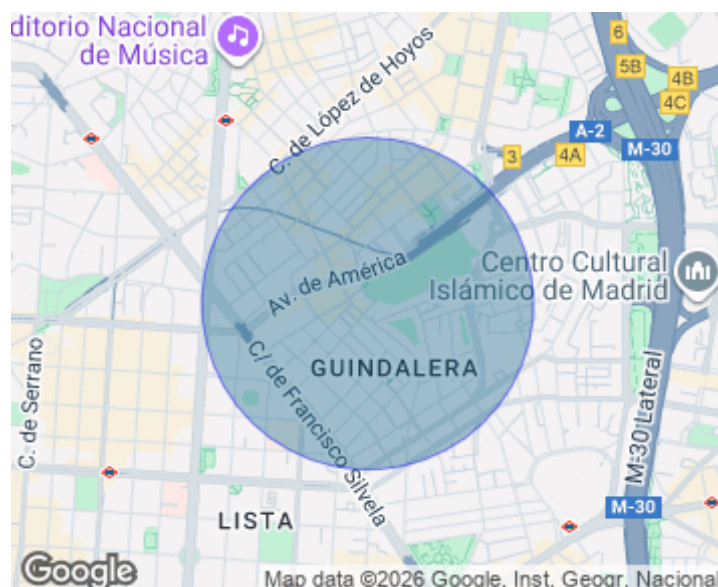 ditorio Nacional
de Música
C. de López de Hoyos
6
5B
4B
4C
A-2
3
4A
M-30
Av. de América
Centro Cultural
Islámico de Madrid
C. de Serrano
C/ de Francisco Silvela
GUINDALERA
M-30 Lateral
M-30
LISTA
Google
Map data ©2026 Google, Inst. Geogr. Nacional